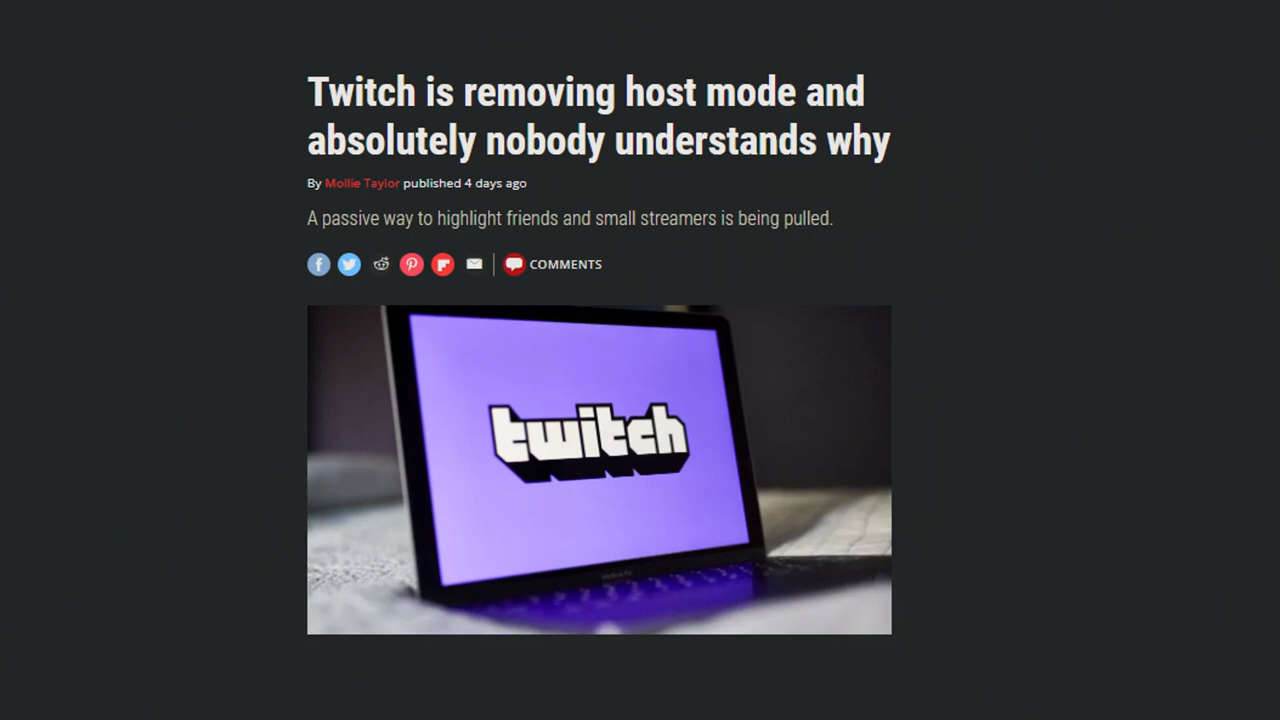 Twitch is removing host mode and
absolutely nobody understands why
By Mollie Taylor published 4 days ago
A passive way to highlight friends and small streamers is being pulled.
COMMENTS
twitch